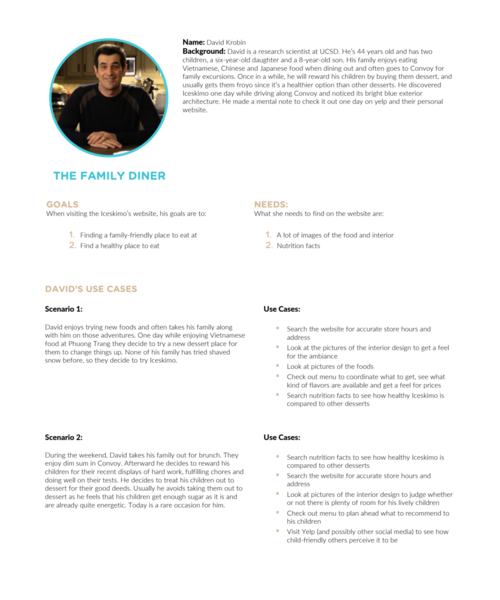 Name: David Krobin
Background: David is a research scientist at UCSD. He's 44 years old and has two
children, a six-year-old daughter and a 8-year-old son. His family enjoys eating
Vietnamese, Chinese and Japanese food when dining out and often goes to Convoy for
family excursions. Once in a while, he will reward his children by buying them dessert, and
usually gets them froyo since it's a healthier option than other desserts. He discovered
Iceskimo one day while driving along Convoy and noticed its bright blue exterior
architecture. He made a mental note to check it out one day on yelp and their personal
website.
THE FAMILY DINER
GOALS
When visiting the Iceskimo's website, his goals are to:
1. Finding a family-friendly place to eat at
2. Find a healthy place to eat
NEEDS:
What she needs to find on the website are:
1. A lot of images of the food and interior
2. Nutrition facts
DAVID'S USE CASES
Scenario 1:
David enjoys trying new foods and often takes his family along
with him on those adventures. One day while enjoying Vietnamese
food at Phuong Trang they decide to try a new dessert place for
them to change things up. None of his family has tried shaved
snow before, so they decide to try Iceskimo.
Use Cases:
Search the website for accurate store hours and
address
Look at the pictures of the interior design to get a feel
for the ambiance
Look at pictures of the foods
Check out menu to coordinate what to get, see what
kind of flavors are available and get a feel for prices
Search nutrition facts to see how healthy Iceskimo is
compared to other desserts
Scenario 2:
During the weekend, David takes his family out for brunch. They
enjoy dim sum in Convoy. Afterward he decides to reward his
children for their recent displays of hard work, fulfilling chores and
doing well on their tests. He decides to treat his children out to
dessert for their good deeds. Usually he avoids taking them out to
dessert as he feels that his children get enough sugar as it is and
are already quite energetic. Today is a rare occasion for him.
Use Cases:
Search nutrition facts to see how healthy Iceskimo is
compared to other desserts
Search the website for accurate store hours and
address
Look at pictures of the interior design to judge whether
or not there is plenty of room for his lively children
Check out menu to plan ahead what to recommend to
his children
Visit Yelp (and possibly other social media) to see how
child-friendly others perceive it to be